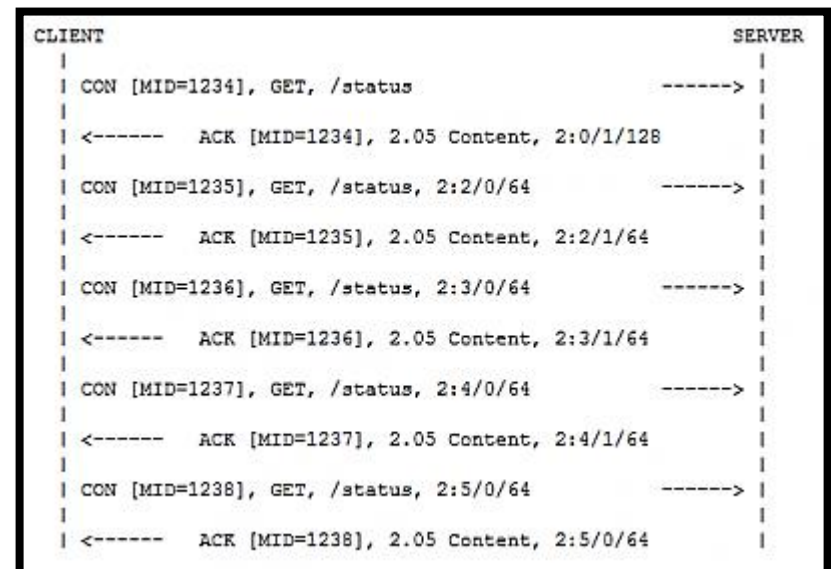 CLIENT SERVER
CON [MID=1234], GET, /status ------>
<------ ACK [MID=1234], 2.05 Content, 2:0/1/128
CON [MID=1235], GET, /status, 2:2/0/64 ------>
<------ ACK [MID=1235], 2.05 Content, 2:2/1/64
CON [MID=1236], GET, /status, 2:3/0/64 ------>
<------ ACK [MID=1236], 2.05 Content, 2:3/1/64
CON [MID=1237], GET, /status, 2:4/0/64 ------>
<------ ACK [MID=1237], 2.05 Content, 2:4/1/64
CON [MID=1238], GET, /status, 2:5/0/64 ------>
<------ ACK [MID=1238], 2.05 Content, 2:5/0/64